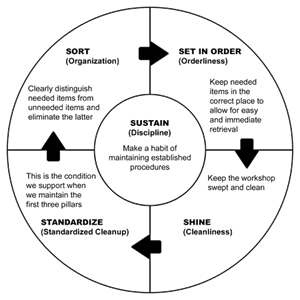 SORT
(Organization)
Clearly distinguish
needed items from
unneeded items and
eliminate the latter
SET IN ORDER
(Orderliness)
Keep needed
items in the
correct place to
allow for easy
and immediate
retrieval
SUSTAIN
(Discipline)
Make a habit of
maintaining established
procedures
This is the condition
we support when
we maintain the
first three pillars
STANDARDIZE
(Standardized Cleanup)
Keep the workshop
swept and clean
SHINE
(Cleanliness)